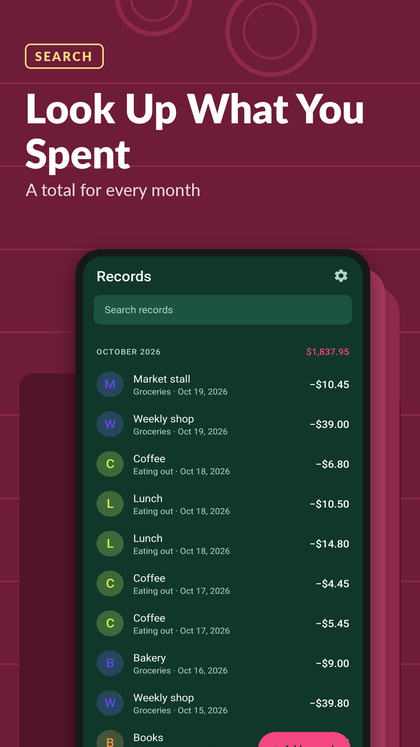 SEARCH
Look Up What You
Spent
A total for every month
Records
Search records
OCTOBER 2026 $1,837.95
M Market stall −$10.45
Groceries · Oct 19, 2026
W Weekly shop −$39.00
Groceries · Oct 19, 2026
C Coffee −$6.80
Eating out · Oct 18, 2026
L Lunch −$10.50
Eating out · Oct 18, 2026
L Lunch −$14.80
Eating out · Oct 18, 2026
C Coffee −$4.45
Eating out · Oct 17, 2026
C Coffee −$5.45
Eating out · Oct 17, 2026
B Bakery −$9.00
Groceries · Oct 16, 2026
W Weekly shop −$39.80
Groceries · Oct 15, 2026
B Books